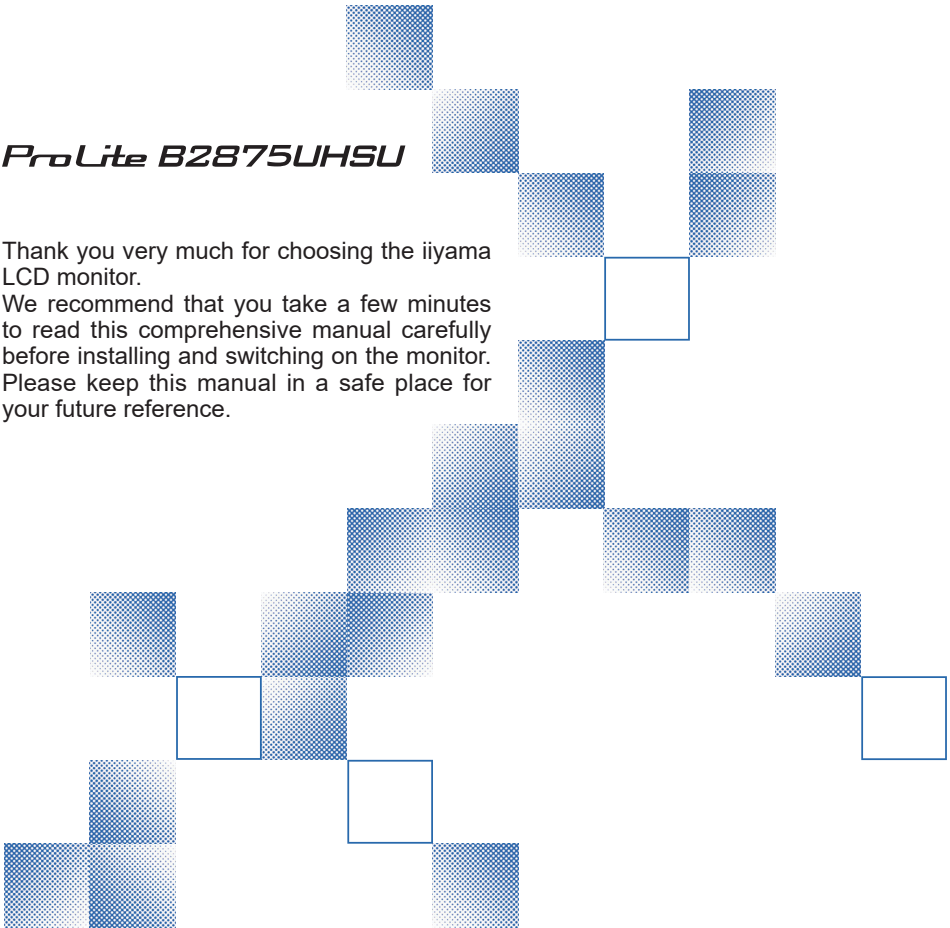 ProLite B2875UHSU
Thank you very much for choosing the iiyama
LCD monitor.
We recommend that you take a few minutes
to read this comprehensive manual carefully
before installing and switching on the monitor.
Please keep this manual in a safe place for
your future reference.